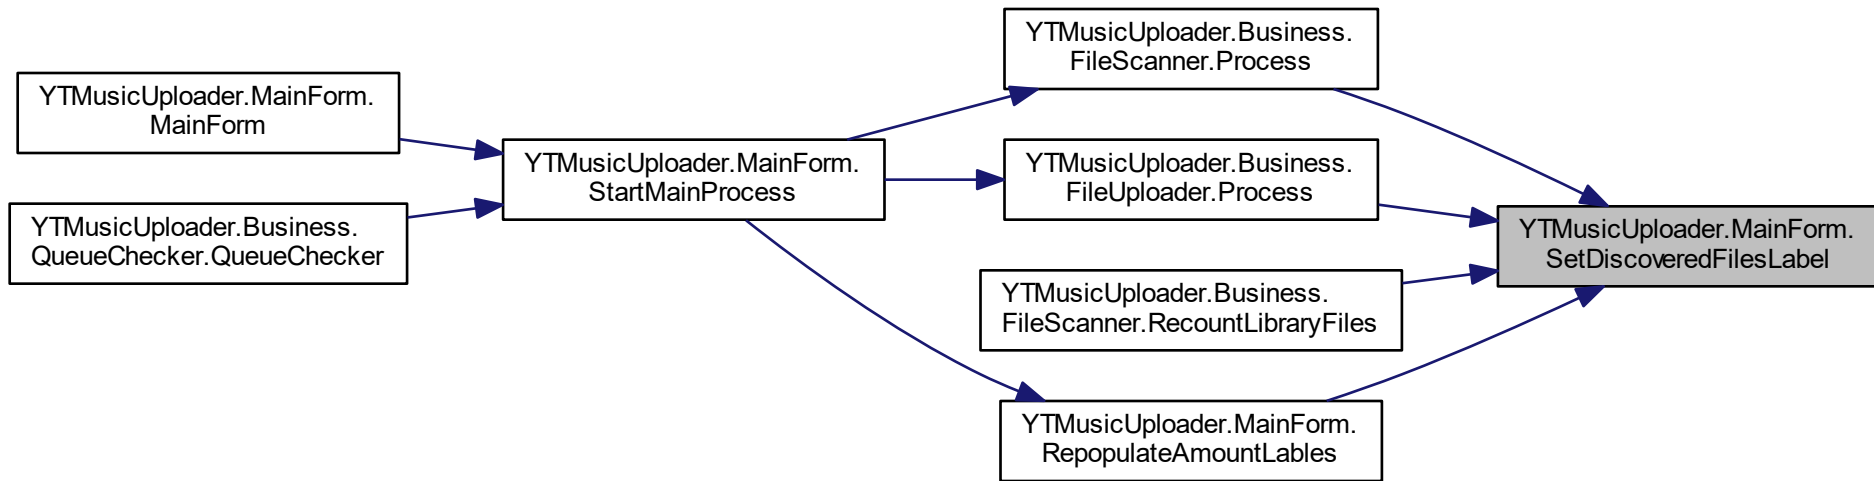 YTMusicUploader.MainForm.
MainForm
YTMusicUploader.Business.
QueueChecker.QueueChecker
YTMusicUploader.MainForm.
StartMainProcess
YTMusicUploader.Business.
FileScanner.Process
YTMusicUploader.Business.
FileUploader.Process
YTMusicUploader.Business.
FileScanner.RecountLibraryFiles
YTMusicUploader.MainForm.
RepopulateAmountLables
YTMusicUploader.MainForm.
SetDiscoveredFilesLabel